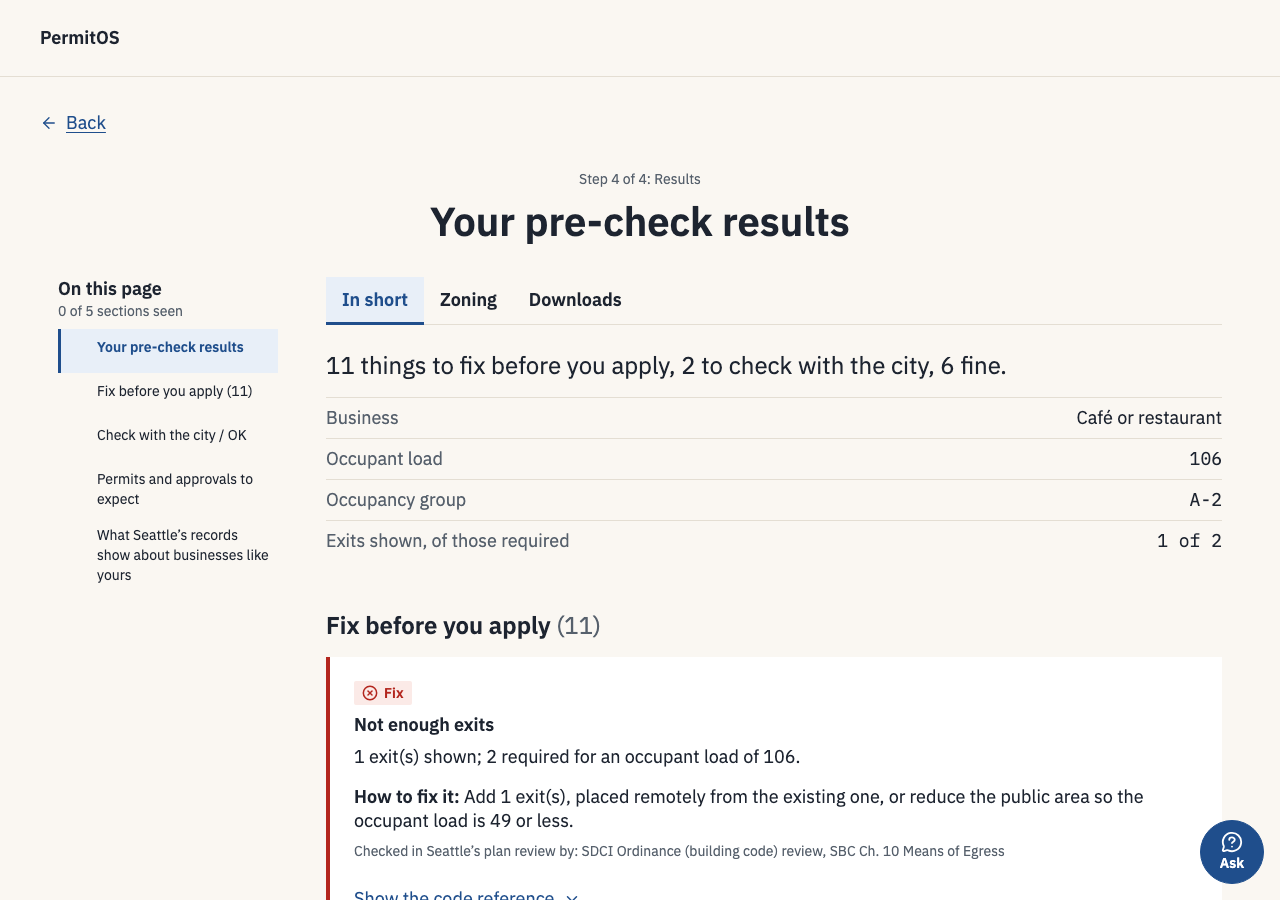 PermitOS
Back
Step 4 of 4: Results
Your pre-check results
On this page
0 of 5 sections seen
Your pre-check results
Fix before you apply (11)
Check with the city / OK
Permits and approvals to
expect
What Seattle’s records
show about businesses like
yours
In short Zoning Downloads
11 things to fix before you apply, 2 to check with the city, 6 fine.
Business Café or restaurant
Occupant load 106
Occupancy group A-2
Exits shown, of those required 1 of 2
Fix before you apply (11)
Fix
Not enough exits
1 exit(s) shown; 2 required for an occupant load of 106.
How to fix it: Add 1 exit(s), placed remotely from the existing one, or reduce the public area so the
occupant load is 49 or less.
Checked in Seattle’s plan review by: SDCI Ordinance (building code) review, SBC Ch. 10 Means of Egress
Show the code reference
Ask